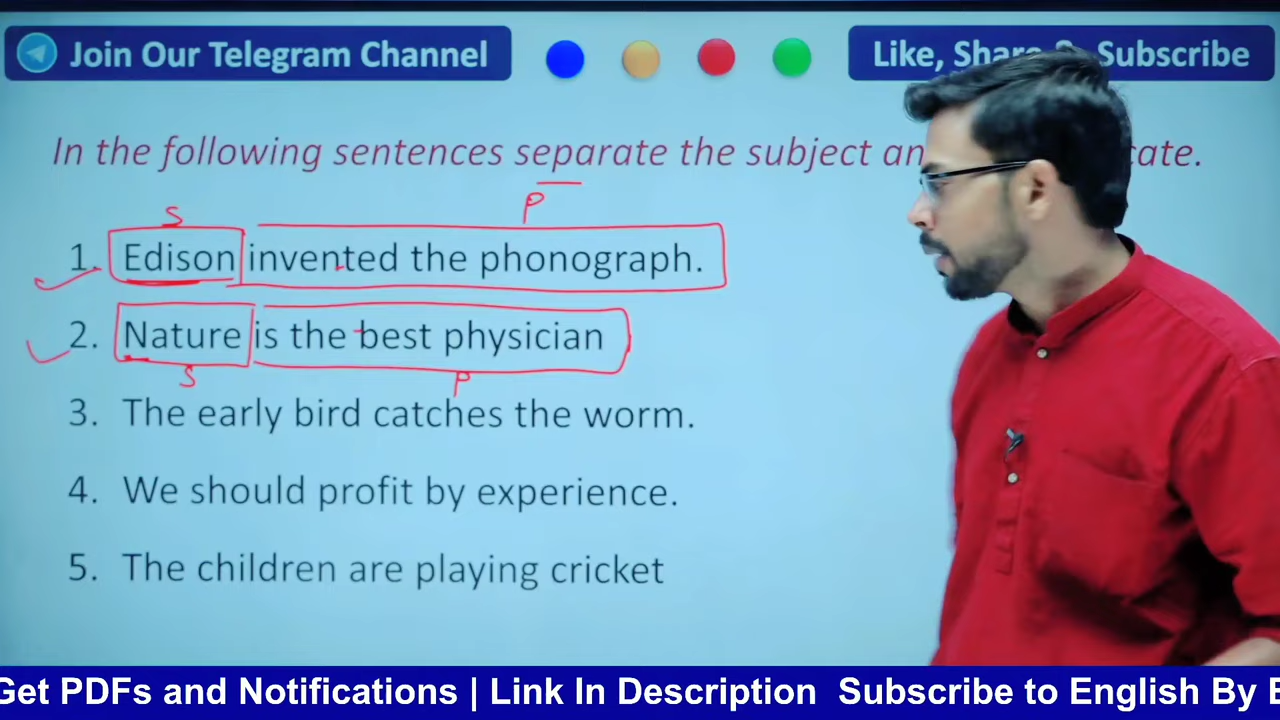 Join Our Telegram Channel
Like, Share & Subscribe
In the following sentences separate the subject
S
P
1. Edison invented the phonograph.
2. Nature is the best physician
S
P
3. The early bird catches the worm.
4. We should profit by experience.
5. The children are playing cricket
Get PDFs and Notifications | Link In Description Subscribe to English By